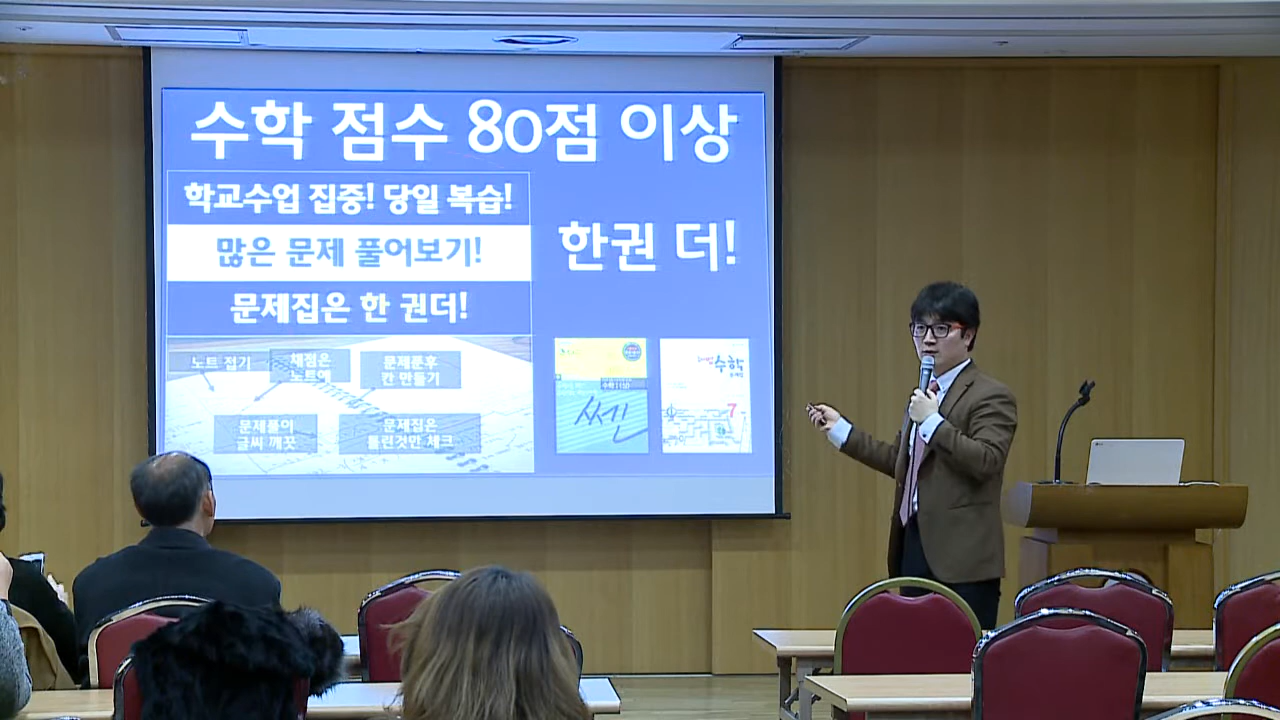 수학 점수 80점 이상
학교수업 집중! 당일 복습!
많은 문제 풀어보기!
문제집은 한 권더!
한권 더!
노트 접기
채점은
노트에
문제푼후
칸 만들기
문제풀이
글씨 깨끗
문제집은
틀린것만 체크
쎈
수학
7